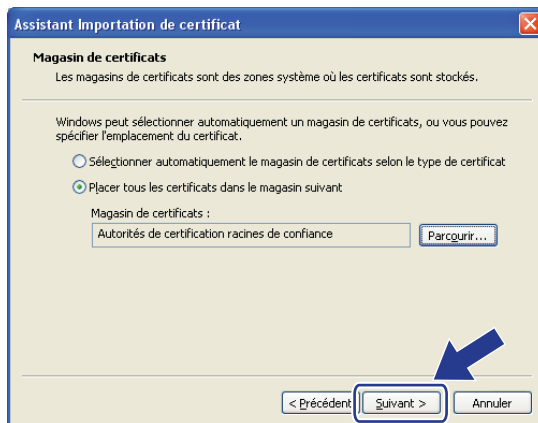 Assistant Importation de certificat
Magasin de certificats
Les magasins de certificats sont des zones système où les certificats sont stockés.
Windows peut sélectionner automatiquement un magasin de certificats, ou vous pouvez
spécifier l'emplacement du certificat.
Sélectionner automatiquement le magasin de certificats selon le type de certificat
Placer tous les certificats dans le magasin suivant
Magasin de certificats :
Autorités de certification racines de confiance
Parcourir...
< Précédent
Suivant >
Annuler